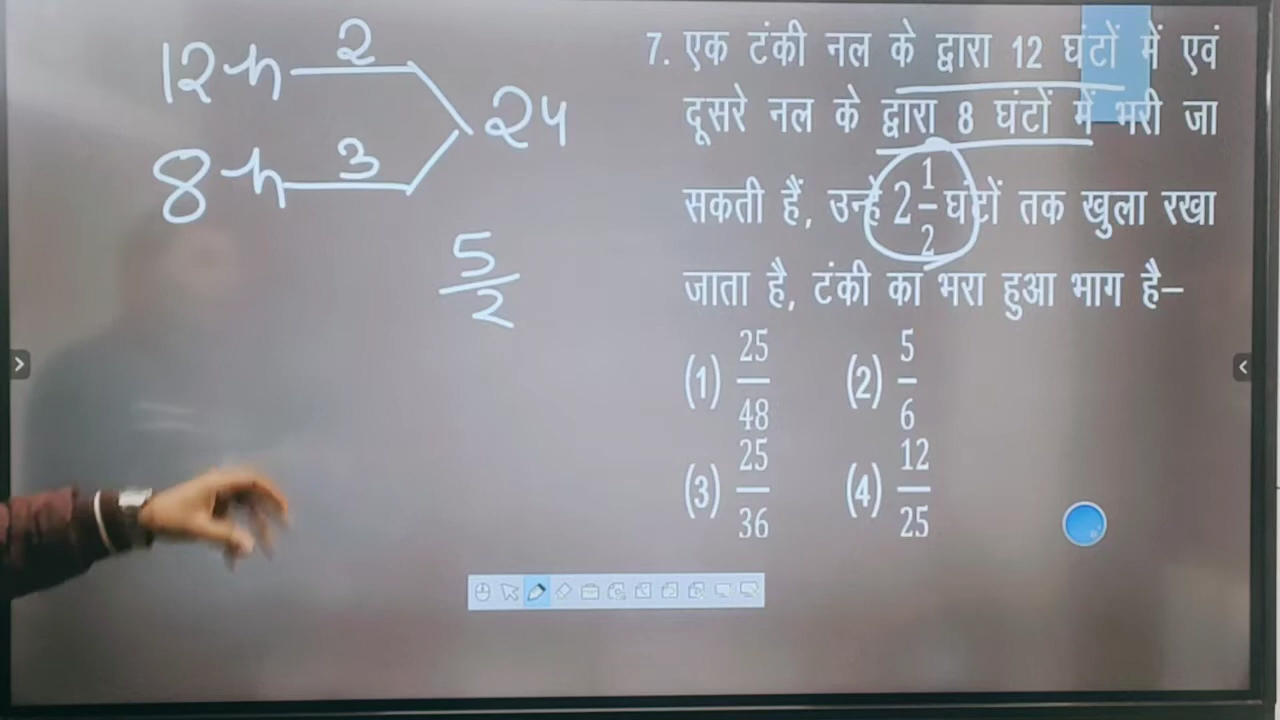 12h 2
24
8h 3
5/2
7. एक टंकी नल के द्वारा 12 घंटों में एवं
दूसरे नल के द्वारा 8 घंटों में भरी जा
सकती हैं, उन्हें 2 1/2 घंटों तक खुला रखा
जाता है, टंकी का भरा हुआ भाग है–
(1) 25/48 (2) 5/6
(3) 25/36 (4) 12/25